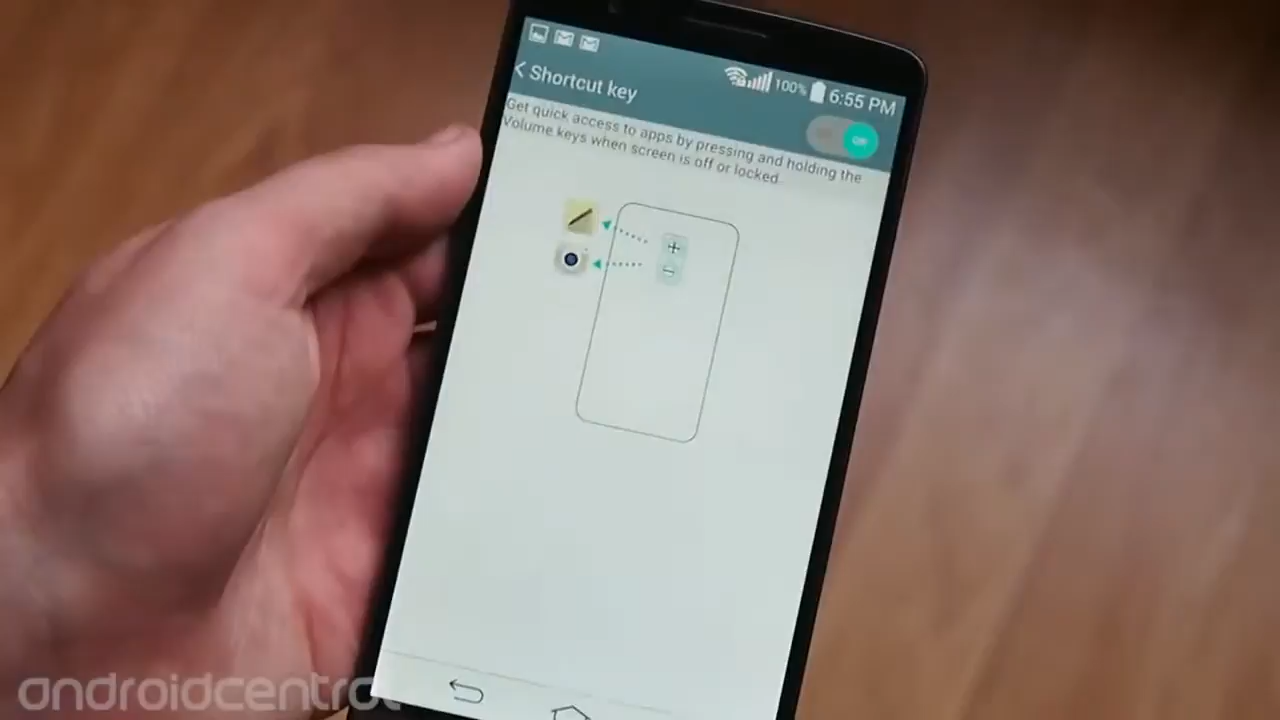 100%
6:55 PM
Shortcut key
Get quick access to apps by pressing and holding the
Volume keys when screen is off or locked.
androidcentral